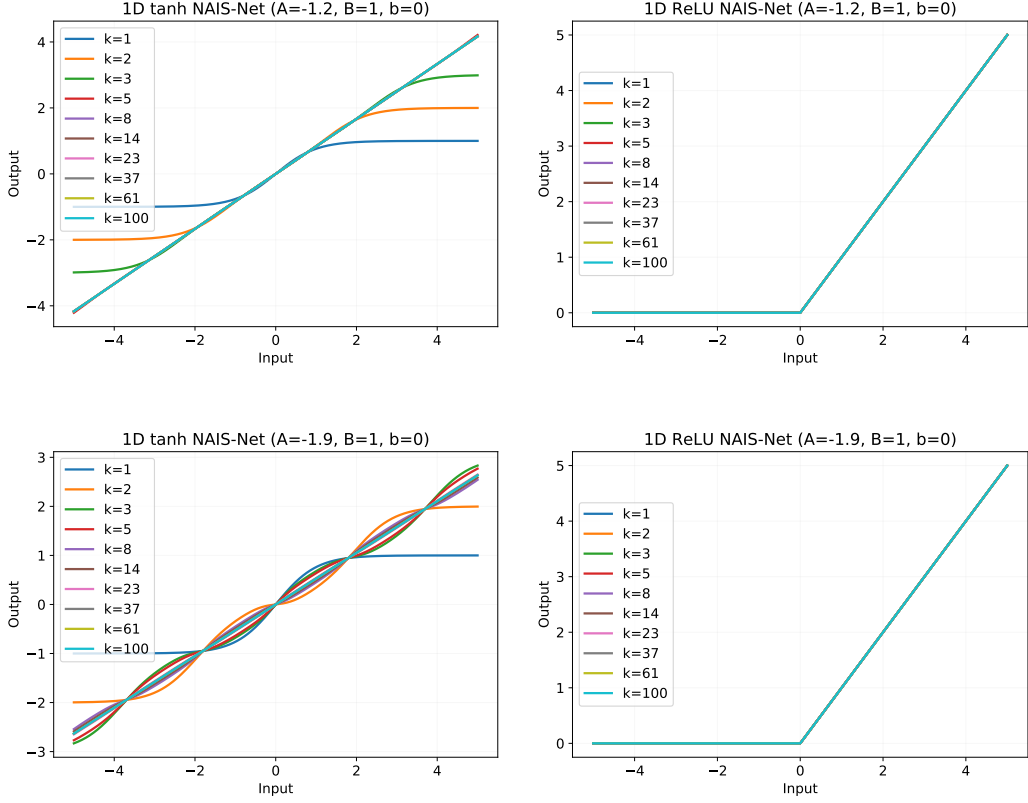 1D tanh NAIS-Net (A=-1.2, B=1, b=0)
4
2
0
−2
−4
Output
k=1
k=2
k=3
k=5
k=8
k=14
k=23
k=37
k=61
k=100
−4
−2
0
2
4
Input
1D ReLU NAIS-Net (A=-1.2, B=1, b=0)
5
4
3
2
1
0
Output
k=1
k=2
k=3
k=5
k=8
k=14
k=23
k=37
k=61
k=100
−4
−2
0
2
4
Input
1D tanh NAIS-Net (A=-1.9, B=1, b=0)
3
2
1
0
−1
−2
−3
Output
k=1
k=2
k=3
k=5
k=8
k=14
k=23
k=37
k=61
k=100
−4
−2
0
2
4
Input
1D ReLU NAIS-Net (A=-1.9, B=1, b=0)
5
4
3
2
1
0
Output
k=1
k=2
k=3
k=5
k=8
k=14
k=23
k=37
k=61
k=100
−4
−2
0
2
4
Input